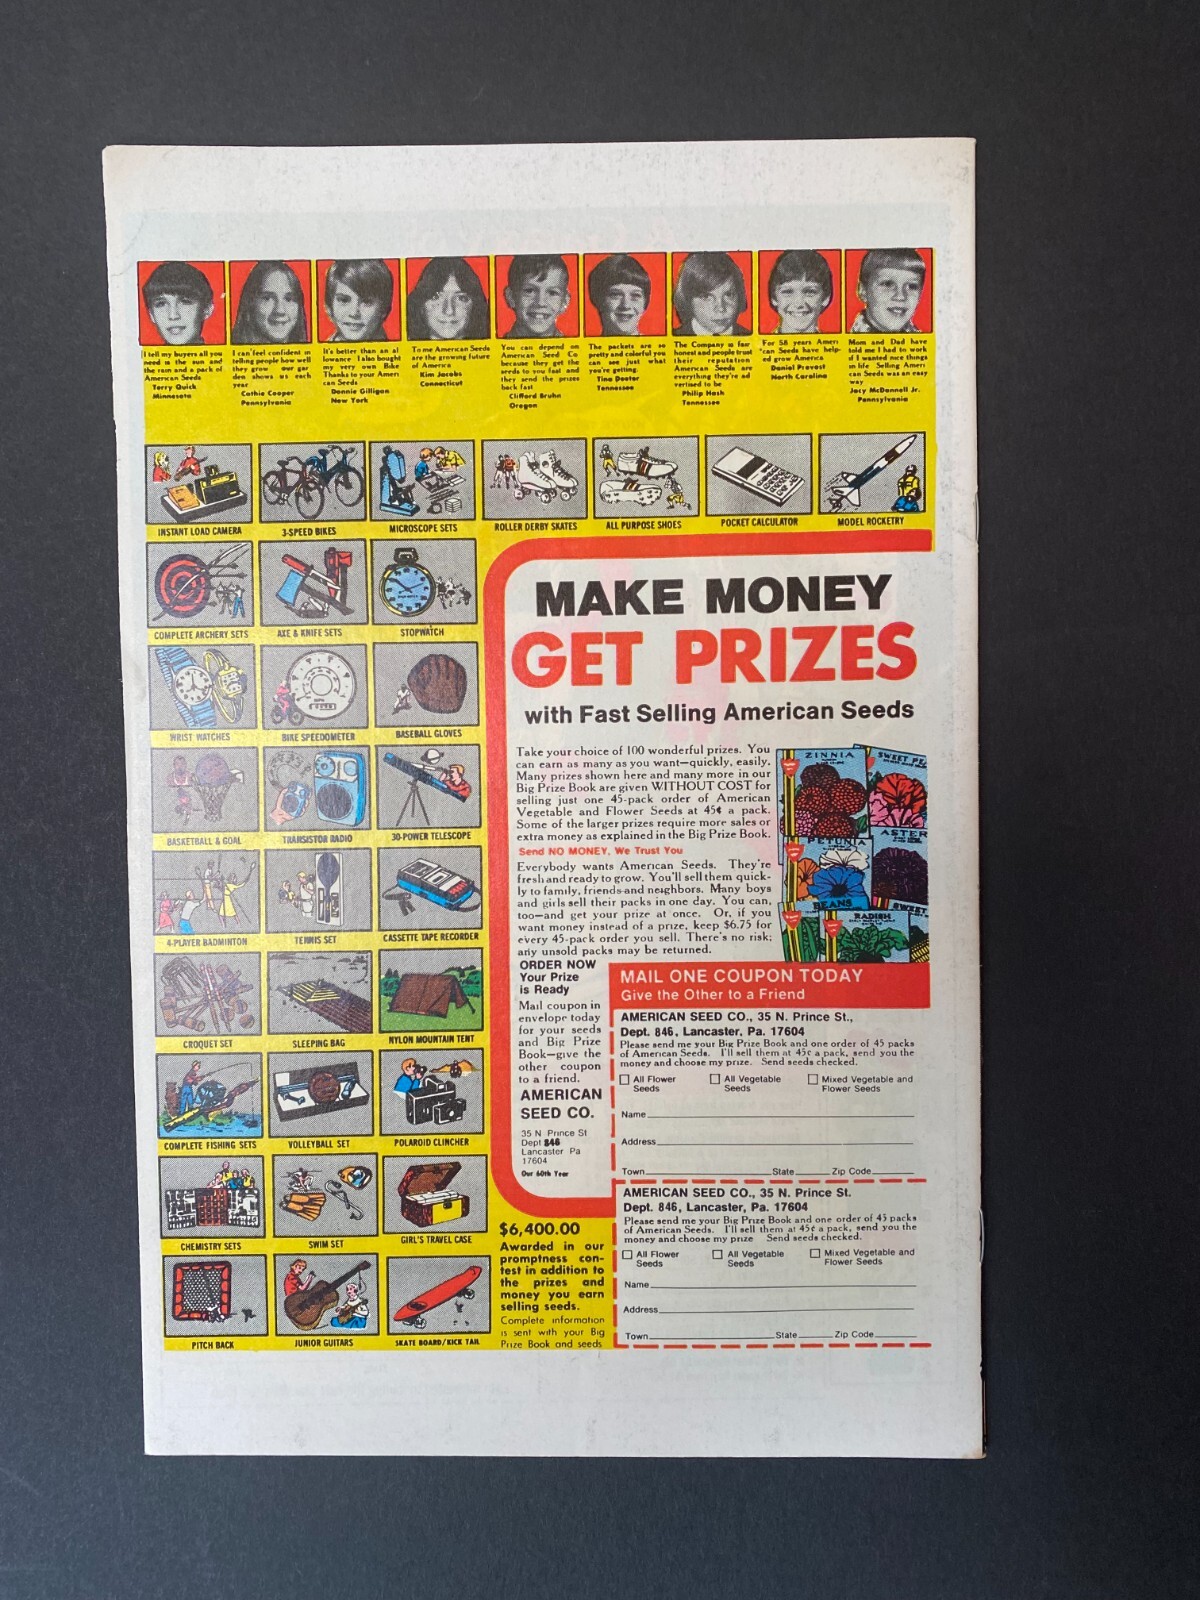 I tell my buyers all you
need is the sun and
the rain and a pack of
American Seeds
Terry Quick
Minnesota
I can feel confident in
telling people how well
they grow our gar
den shows us each
year
Cathie Cooper
Pennsylvania
It's better than an al
lowance I also bought
my very own Bike
Thanks to your Ameri
can Seeds
Donnie Gilligan
New York
To me American Seeds
are the growing future
of America
Kim Jacobs
Connecticut
You can depend on
American Seed Co
because they get the
seeds to you fast and
they send the prizes
back fast
Clifford Bruhn
Oregon
The packets are so
pretty and colorful you
can see just what
you're getting.
Tina Doster
Tennessee
The Company is fair
honest and people trust
their reputation
American Seeds are
everything they're ad
vertised to be
Philip Nash
Tennessee
For 58 years Ameri
can Seeds have help-
ed grow America
Daniel Provost
North Carolina
Mom and Dad have
told me I had to work
if I wanted nice things
in life Selling Ameri
can Seeds was an easy
way
Jacy McDonnell Jr.
Pennsylvania
INSTANT LOAD CAMERA
3-SPEED BIKES
MICROSCOPE SETS
ROLLER DERBY SKATES
ALL PURPOSE SHOES
POCKET CALCULATOR
MODEL ROCKETRY
COMPLETE ARCHERY SETS
AXE & KNIFE SETS
STOPWATCH
WRIST WATCHES
BIKE SPEEDOMETER
BASEBALL GLOVES
BASKETBALL & GOAL
TRANSISTOR RADIO
30-POWER TELESCOPE
4-PLAYER BADMINTON
TENNIS SET
CASSETTE TAPE RECORDER
CROQUET SET
SLEEPING BAG
NYLON MOUNTAIN TENT
COMPLETE FISHING SETS
VOLLEYBALL SET
POLAROID CLINCHER
CHEMISTRY SETS
SWIM SET
GIRL'S TRAVEL CASE
PITCH BACK
JUNIOR GUITARS
SKATE BOARD/KICK TAIL
MAKE MONEY
GET PRIZES
with Fast Selling American Seeds
Take your choice of 100 wonderful prizes. You
can earn as many as you want—quickly, easily.
Many prizes shown here and many more in our
Big Prize Book are given WITHOUT COST for
selling just one 45-pack order of American
Vegetable and Flower Seeds at 45¢ a pack.
Some of the larger prizes require more sales or
extra money as explained in the Big Prize Book.
Send NO MONEY, We Trust You
Everybody wants American Seeds. They're
fresh and ready to grow. You'll sell them quick-
ly to family, friends and neighbors. Many boys
and girls sell their packs in one day. You can,
too—and get your prize at once. Or, if you
want money instead of a prize, keep $6.75 for
every 45-pack order you sell. There's no risk;
any unsold packs may be returned.
ZINNIA
SWEET PE
PETUNIA
ASTER
BEANS
RADISH
SWEET
ORDER NOW
Your Prize
is Ready
Mail coupon in
envelope today
for your seeds
and Big Prize
Book—give the
other coupon
to a friend.
AMERICAN
SEED CO.
35 N Prince St
Dept 846
Lancaster Pa
17604
Our 60th Year
$6,400.00
Awarded in our
promptness con-
test in addition to
the prizes and
money you earn
selling seeds.
Complete information
is sent with your Big
Prize Book and seeds
MAIL ONE COUPON TODAY
Give the Other to a Friend
AMERICAN SEED CO., 35 N. Prince St.,
Dept. 846, Lancaster, Pa. 17604
Please send me your Big Prize Book and one order of 45 packs
of American Seeds. I'll sell them at 45¢ a pack, send you the
money and choose my prize. Send seeds checked.
All Flower Seeds
All Vegetable Seeds
Mixed Vegetable and Flower Seeds
Name
Address
Town State Zip Code
AMERICAN SEED CO., 35 N. Prince St.
Dept. 846, Lancaster, Pa. 17604
Please send me your Big Prize Book and one order of 45 packs
of American Seeds. I'll sell them at 45¢ a pack, send you the
money and choose my prize Send seeds checked.
All Flower Seeds
All Vegetable Seeds
Mixed Vegetable and Flower Seeds
Name
Address
Town State Zip Code